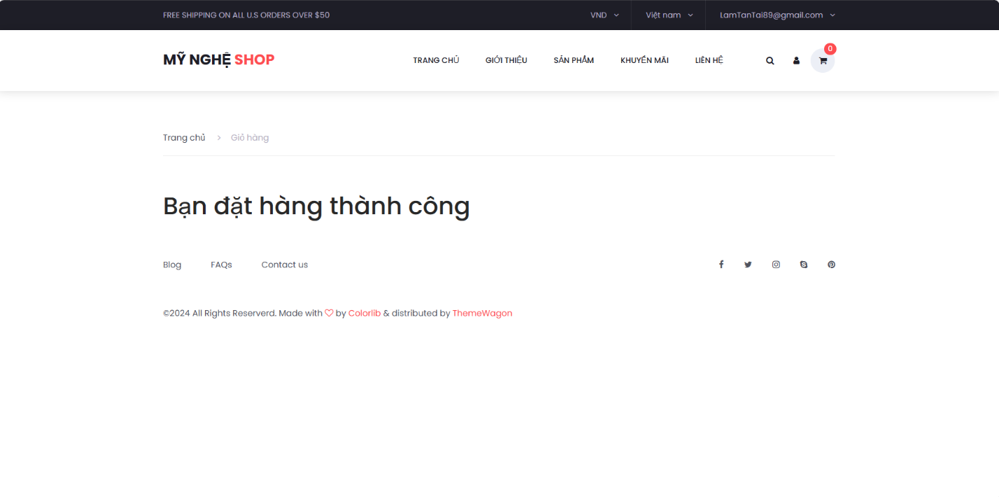 FREE SHIPPING ON ALL U.S ORDERS OVER $50
VND
Việt nam
LamTanTai89@gmail.com
MỸ NGHỆ SHOP
TRANG CHỦ
GIỚI THIỆU
SẢN PHẨM
KHUYẾN MÃI
LIÊN HỆ
0
Trang chủ > Giỏ hàng
Bạn đặt hàng thành công
Blog
FAQs
Contact us
©2024 All Rights Reserverd. Made with ♡ by Colorlib & distributed by ThemeWagon